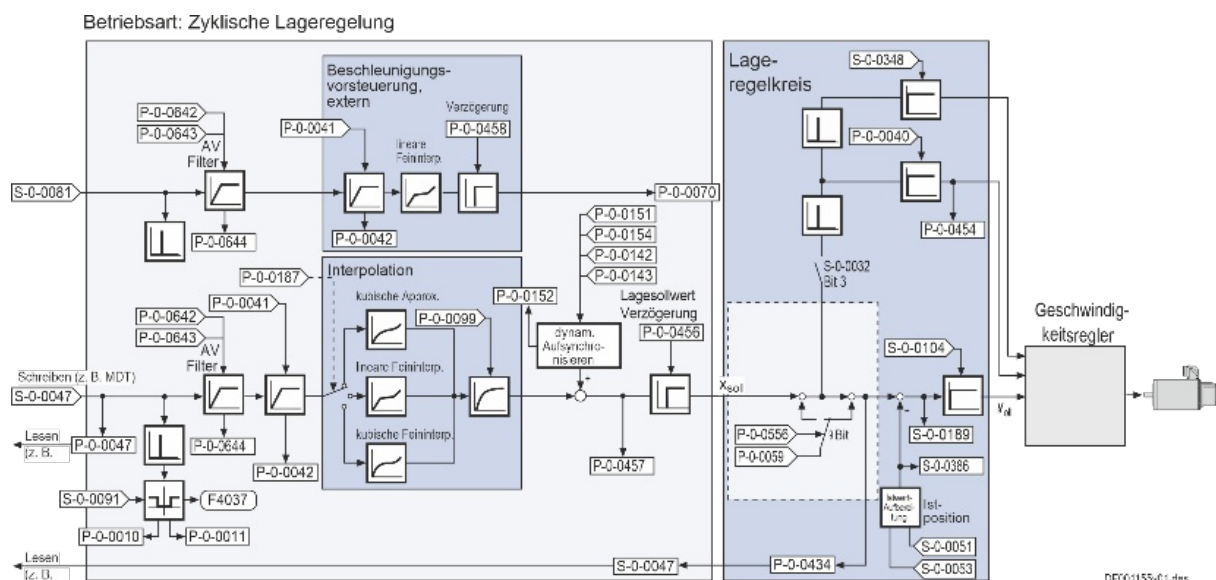 Betriebsart: Zyklische Lageregelung
Beschleunigungs-
vorsteuerung,
extern
Verzögerung
P-0-0458
P-0-0041
lineare
Feininterp.
P-0-0642
P-0-0643
AV
Filter
S-0-0081
P-0-0644
P-0-0042
P-0-0070
Lage-
regelkreis
S-0-0348
P-0-0040
P-0-0454
S-0-0032
Bit 3
P-0-0151
P-0-0154
P-0-0142
P-0-0143
P-0-0152
dynam.
Aufsynchro-
nisieren
Lagesollwert
Verzögerung
P-0-0456
P-0-0187
Interpolation
kubische Approx.
P-0-0099
P-0-0041
P-0-0642
P-0-0643
AV
Filter
lineare Feininterp.
kubische Feininterp.
Schreiben (z. B. MDT)
S-0-0047
P-0-0047
Lesen
(z. B.
P-0-0644
P-0-0042
P-0-0457
S-0-0091
F4037
P-0-0010
P-0-0011
xsoll
P-0-0556
P-0-0059
Bit
S-0-0104
S-0-0189
S-0-0386
Istwert-
Aufberei-
tung
Ist-
position
S-0-0051
S-0-0053
Geschwindig-
keitsregler
P-0-0434
S-0-0047
Lesen
(z. B.